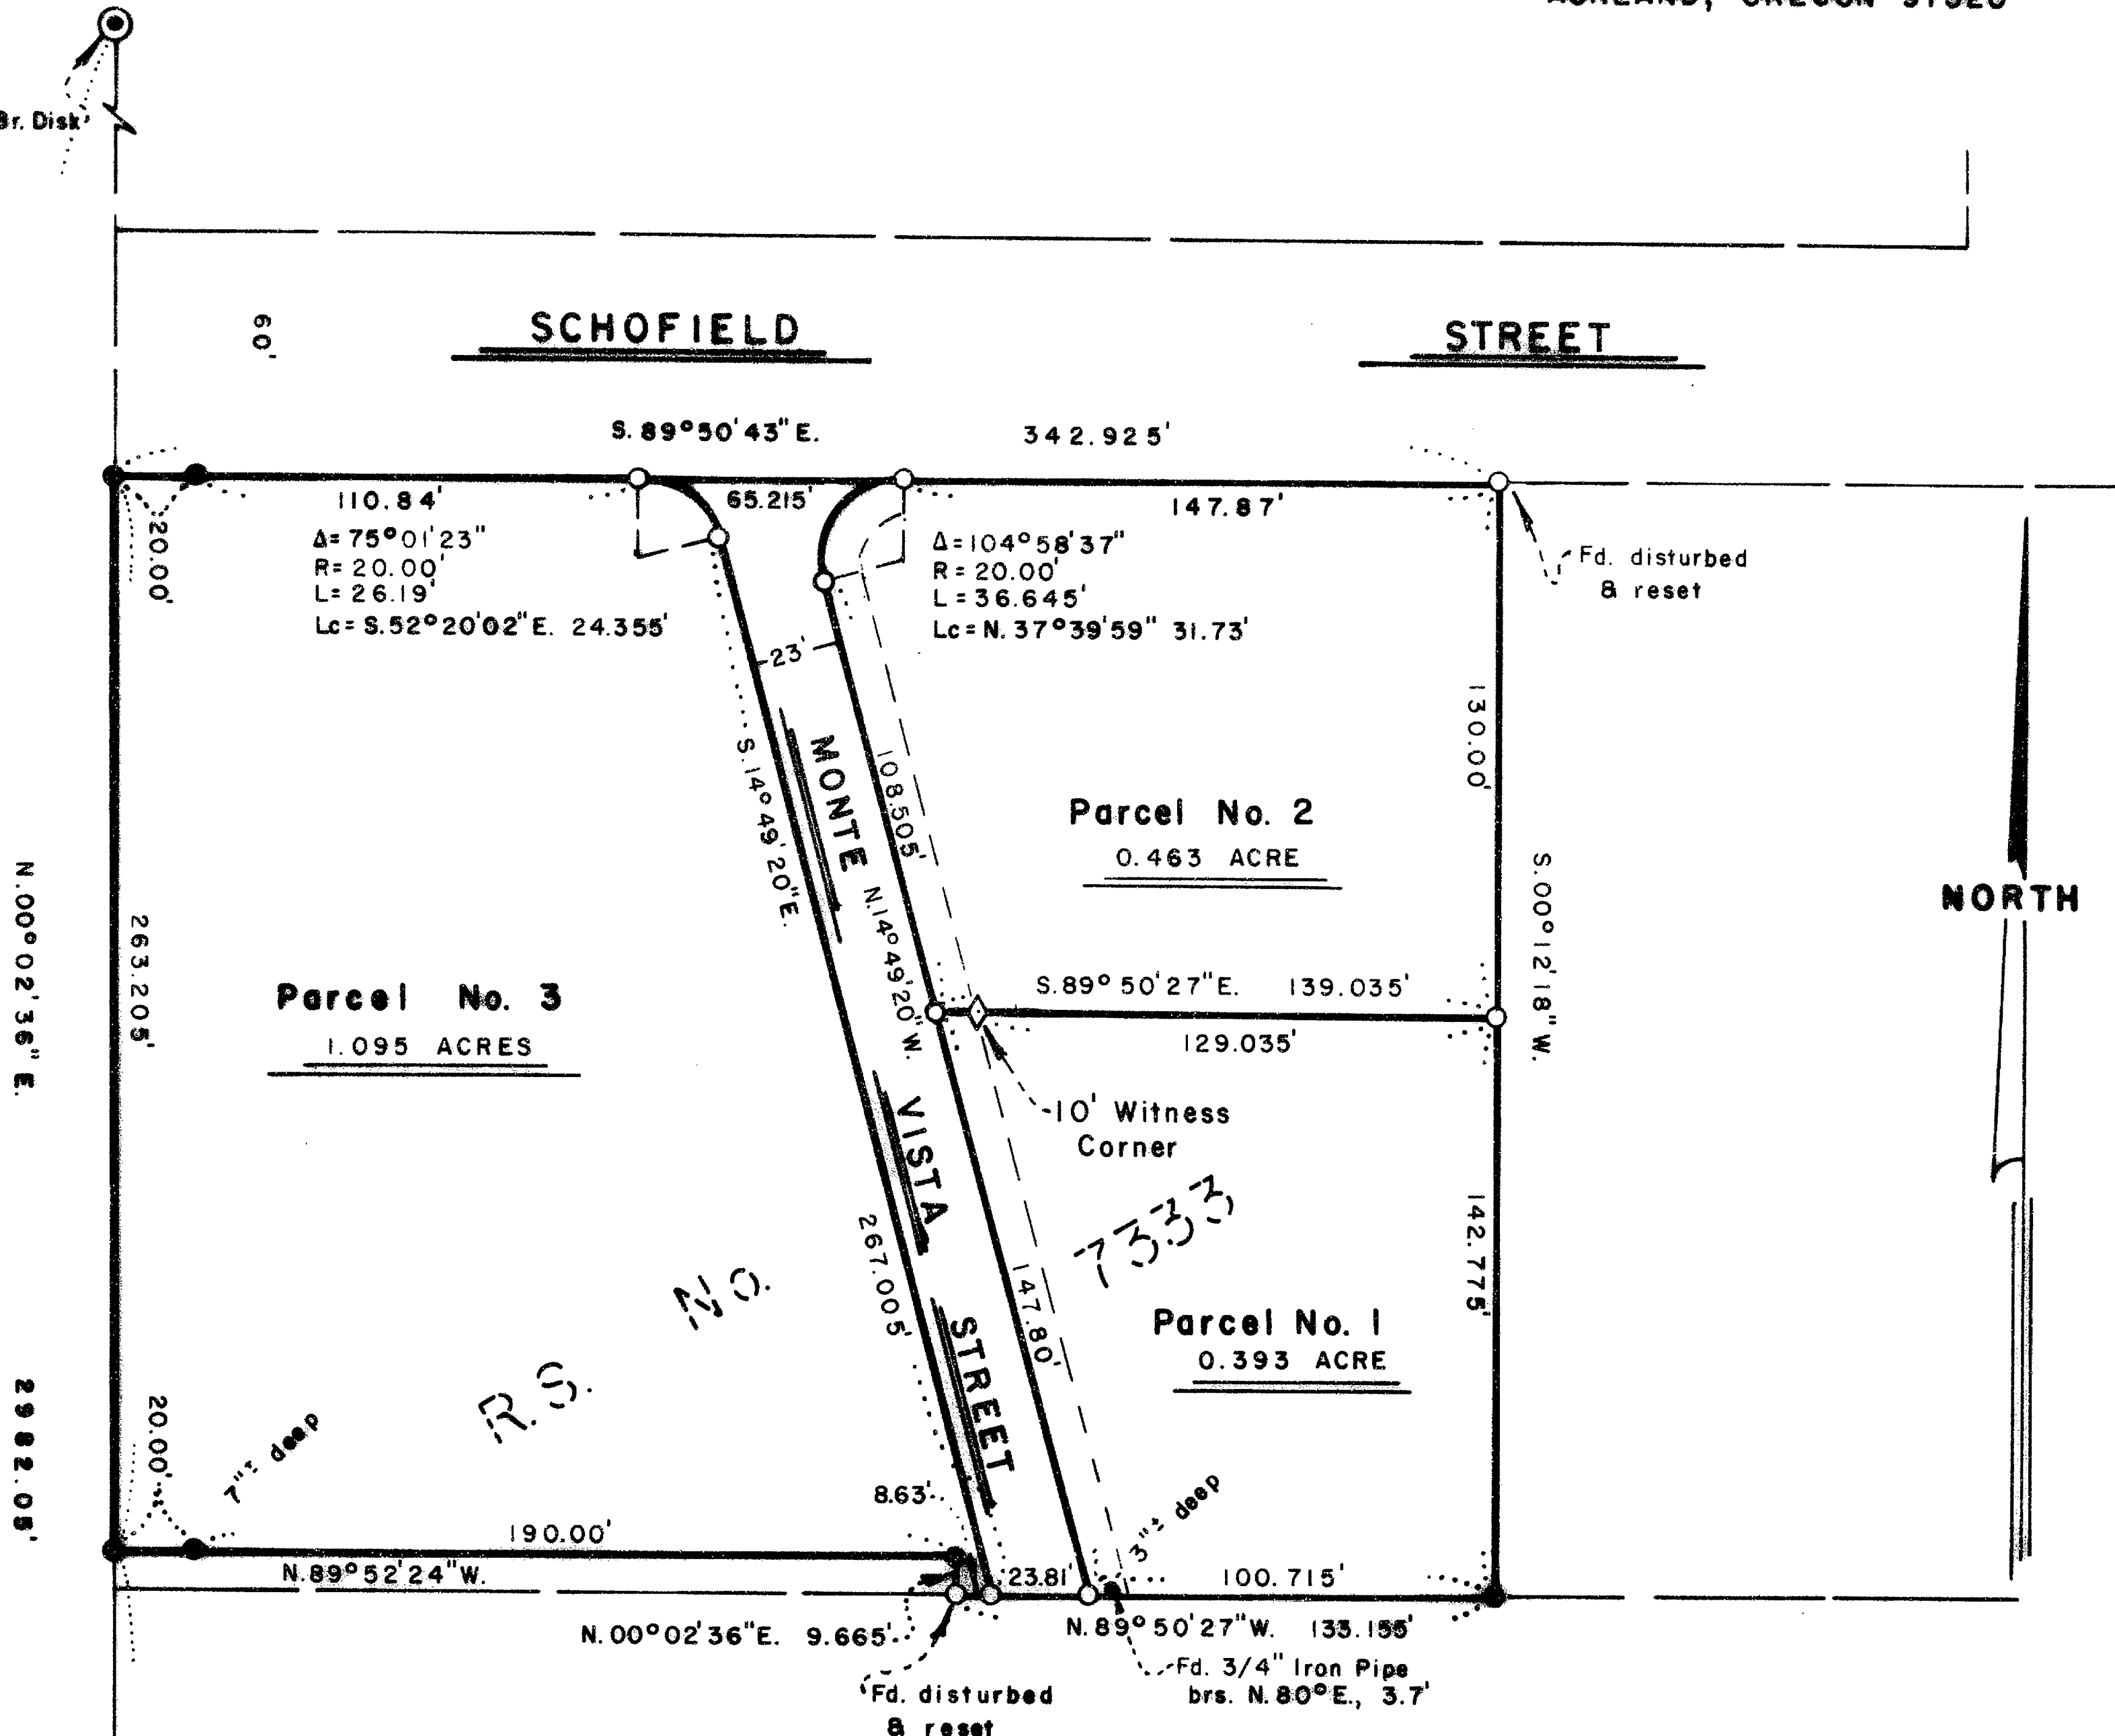 ASHLAND, OREGON 97520
Br. Disk
60'
SCHOFIELD STREET
S. 89°50'43"E. 342.925'
110.84'
65.215'
147.87'
20.00'
Δ= 75°01'23"
R= 20.00'
L= 26.19'
Lc= S.52°20'02"E. 24.355'
Δ=104°58'37"
R = 20.00'
L = 36.645'
Lc= N. 37°39'59" 31.73'
Fd. disturbed
& reset
23'
130.00'
S.14°49'20"E.
MONTE VISTA STREET
108.505'
N.14°49'20"W.
Parcel No. 2
0.463 ACRE
S.00°12'18"W.
NORTH
N.00°02'36"E. 2982.05'
263.205'
Parcel No. 3
1.095 ACRES
S.89°50'27"E. 139.035'
129.035'
10' Witness
Corner
R.S. No. 7333
267.005'
147.80'
142.775'
Parcel No. 1
0.393 ACRE
20.00'
7"± deep
8.63'
3"± deep
190.00'
N.89°52'24"W.
23.81'
100.715'
N.00°02'36"E. 9.665'
N.89°50'27"W. 133.155'
Fd. 3/4" Iron Pipe
brs. N.80°E., 3.7'
Fd. disturbed
& reset